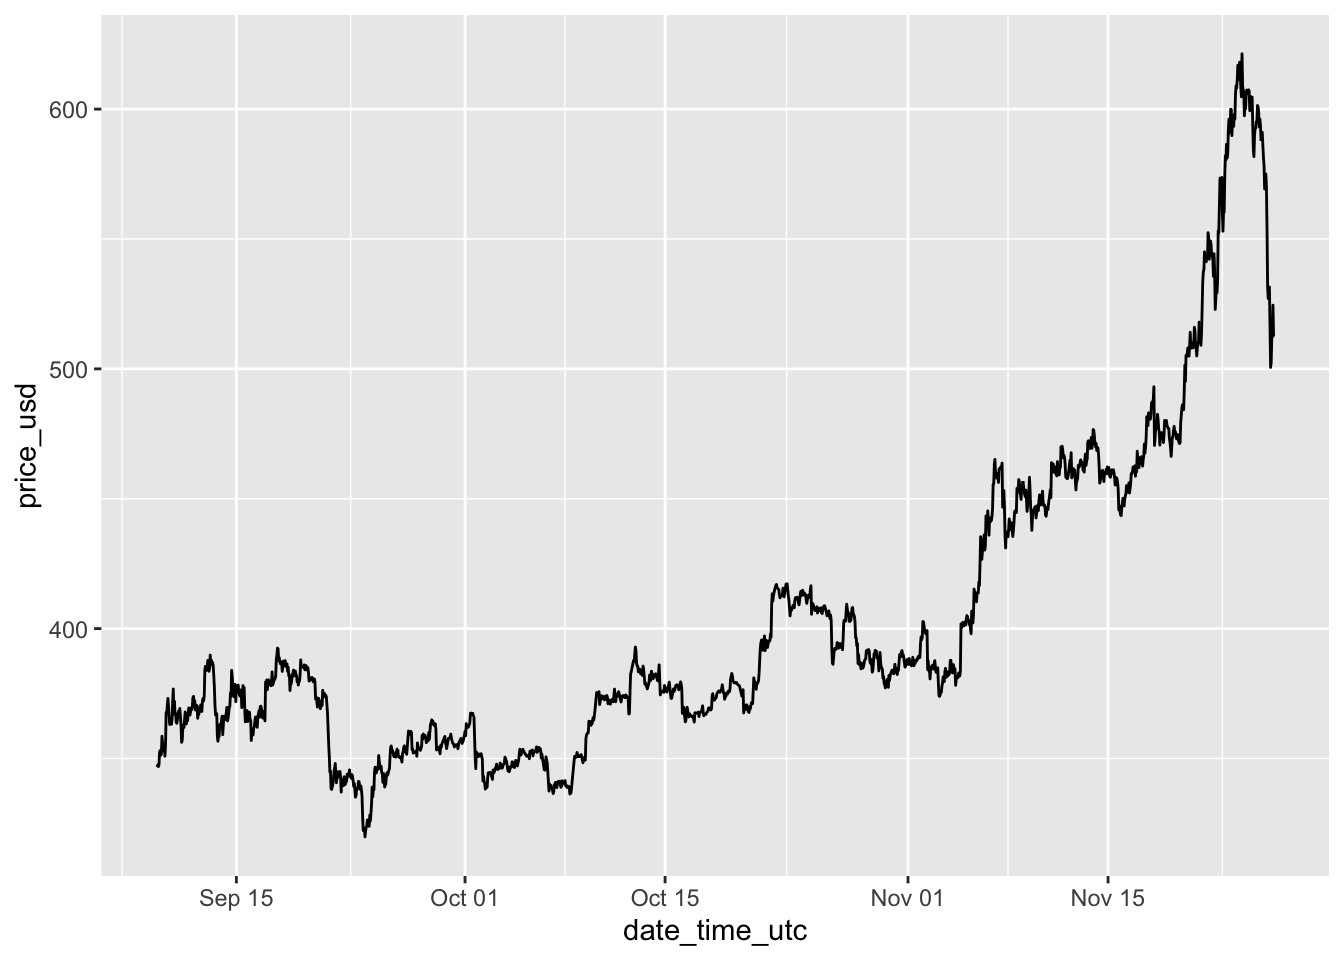 600
500
400
price_usd
Sep 15
Oct 01
Oct 15
Nov 01
Nov 15
date_time_utc